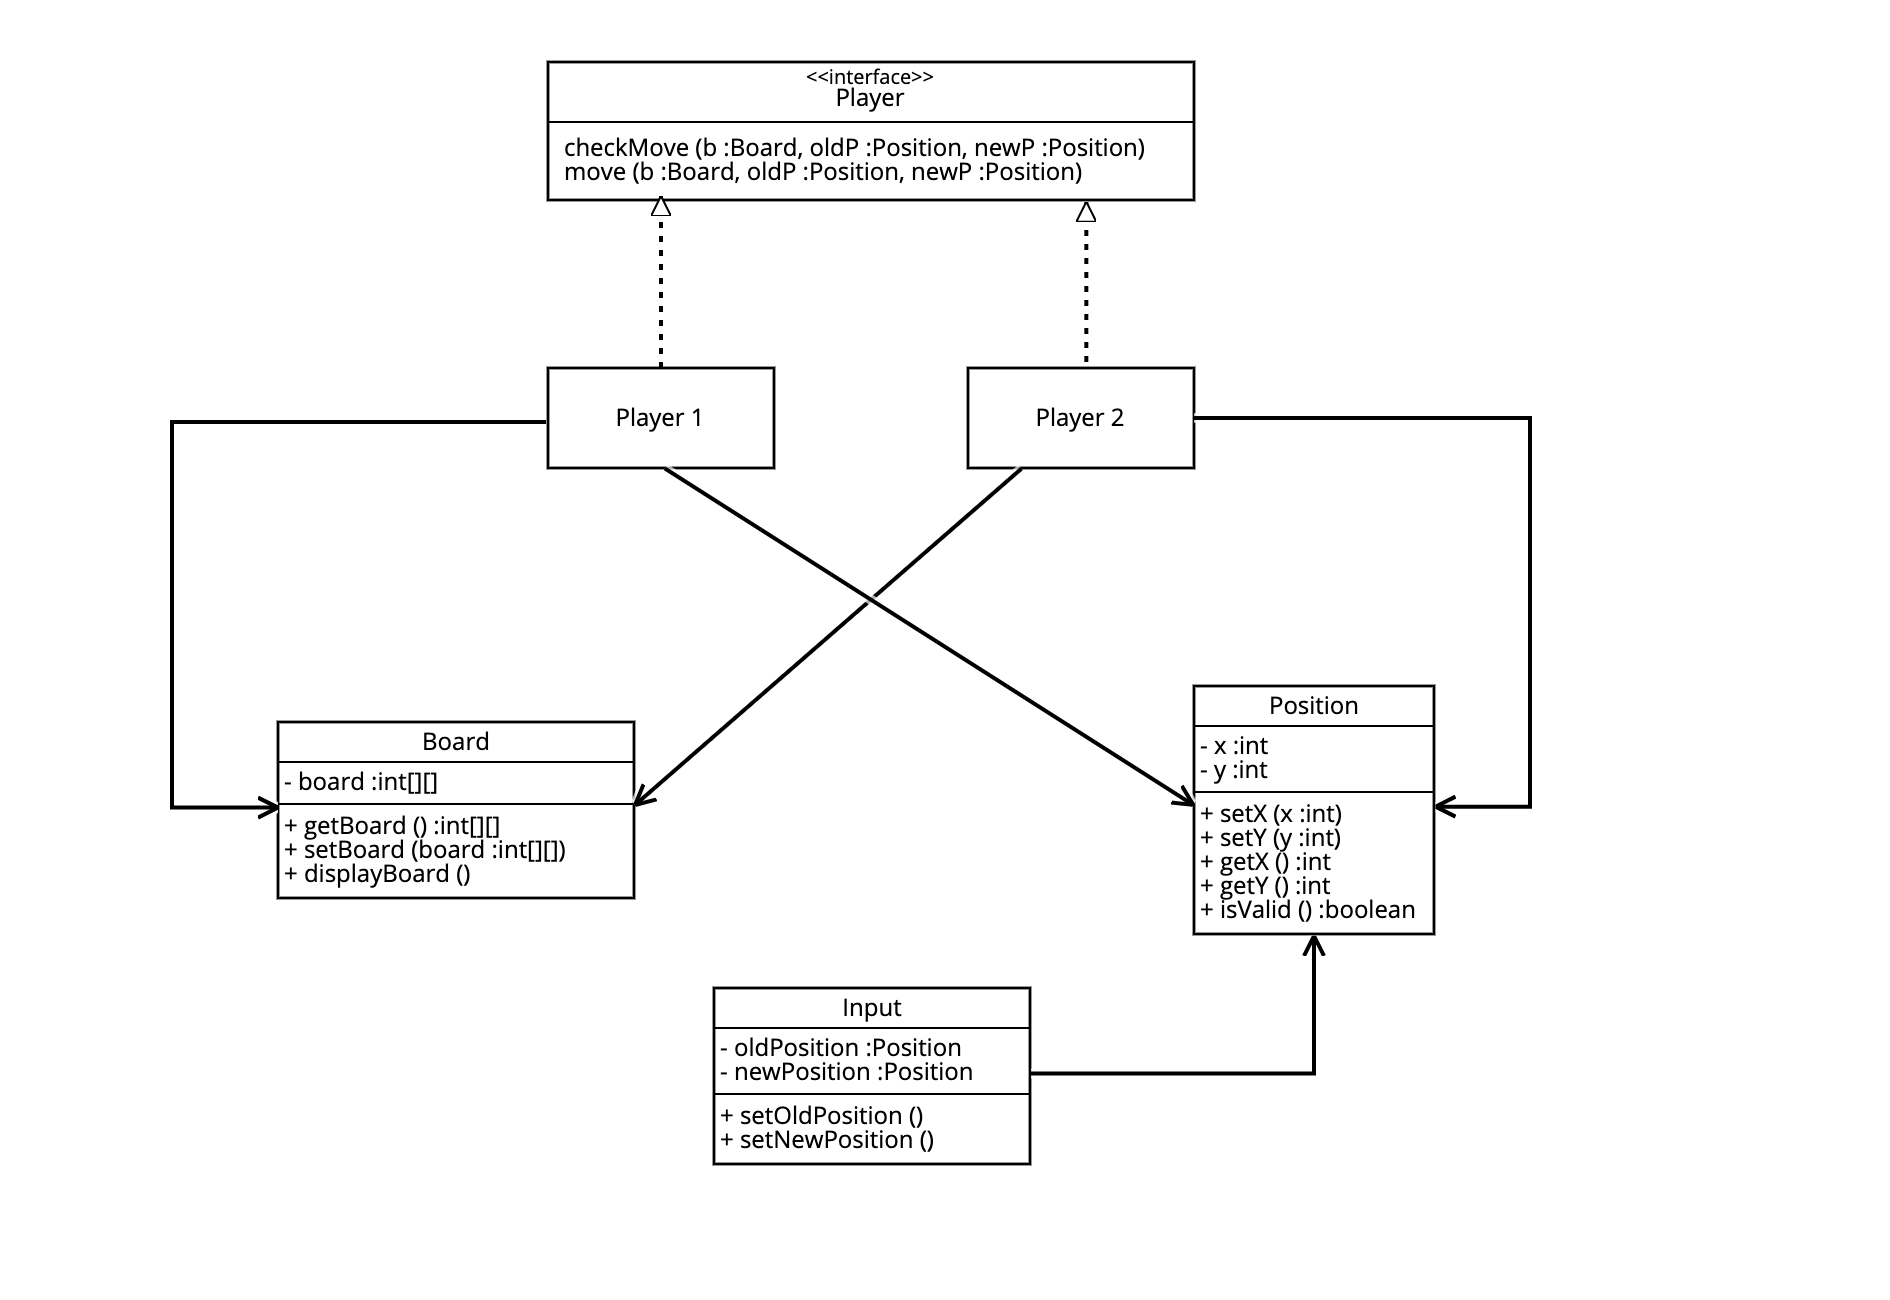 <<interface>>
Player
checkMove (b :Board, oldP :Position, newP :Position)
move (b :Board, oldP :Position, newP :Position)
Player 1
Player 2
Board
- board :int[][]
+ getBoard () :int[][]
+ setBoard (board :int[][])
+ displayBoard ()
Position
- x :int
- y :int
+ setX (x :int)
+ setY (y :int)
+ getX () :int
+ getY () :int
+ isValid () :boolean
Input
- oldPosition :Position
- newPosition :Position
+ setOldPosition ()
+ setNewPosition ()